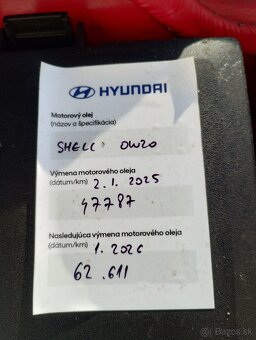 HYUNDAI
Motorový olej
(názov a špecifikácia)
SHELL 0W20
Výmena motorového oleja
(dátum/km) 2.1.2025
47787
Nasledujúca výmena motorového oleja
(dátum/km) 1.2026
62.611
Bazos.sk